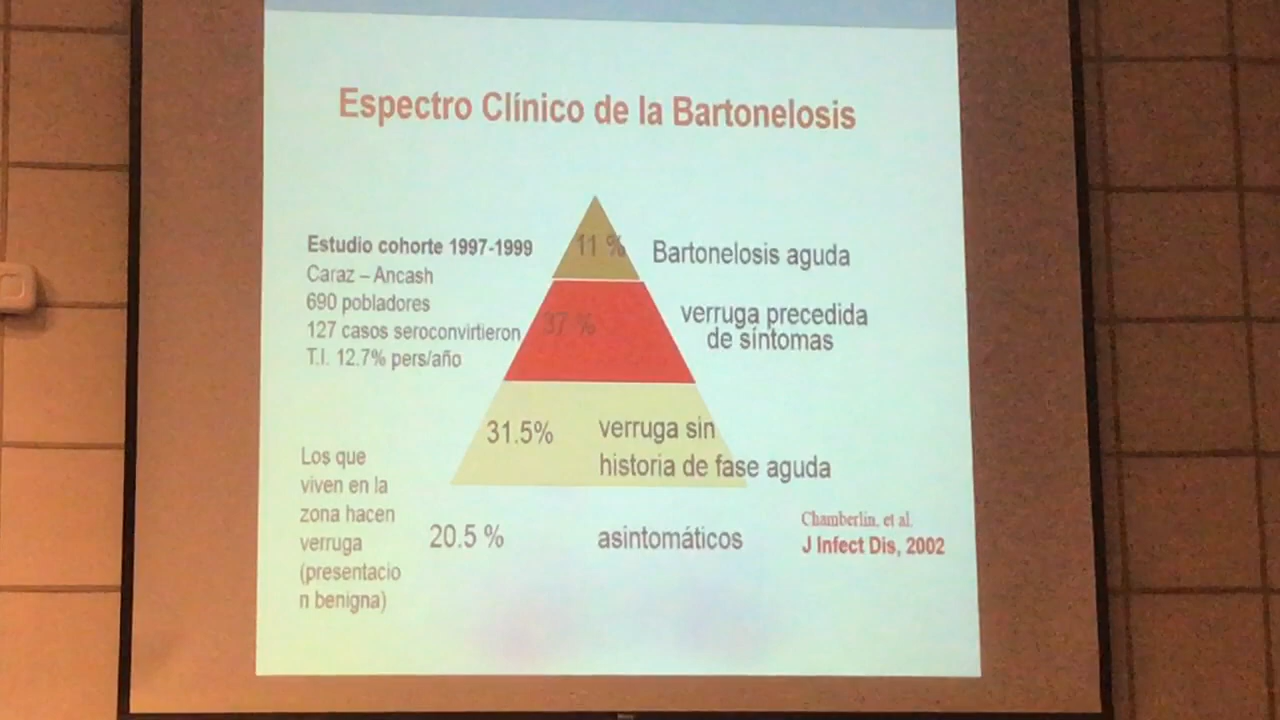 Espectro Clínico de la Bartonelosis
Estudio cohorte 1997-1999
Caraz – Ancash
690 pobladores
127 casos seroconvirtieron
T.I. 12.7% pers/año
11 %
Bartonelosis aguda
37 %
verruga precedida
de síntomas
31.5%
verruga sin
historia de fase aguda
Los que
viven en la
zona hacen
verruga
(presentacio
n benigna)
20.5 %
asintomáticos
Chamberlin, et al.
J Infect Dis, 2002